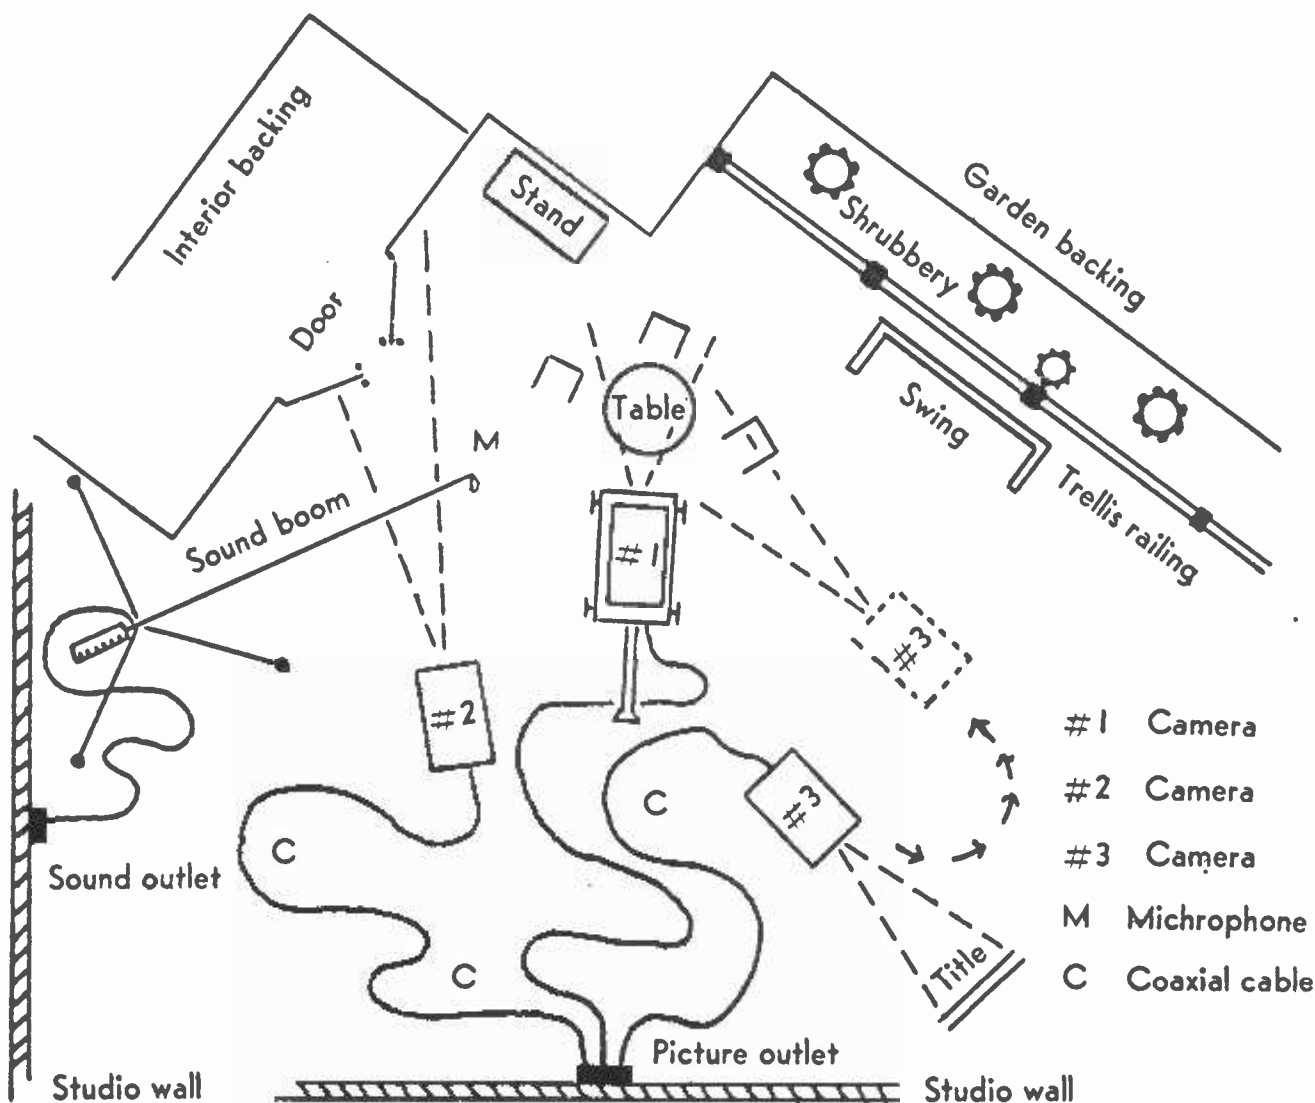 Interior backing
Stand
Garden backing
Shrubbery
Door
Table
Swing
M
Trellis railing
Sound boom
#1
#3
#2
#1 Camera
C
#3
#2 Camera
C
#3 Camera
Sound outlet
M Michrophone
Title
C
C Coaxial cable
Picture outlet
Studio wall
Studio wall